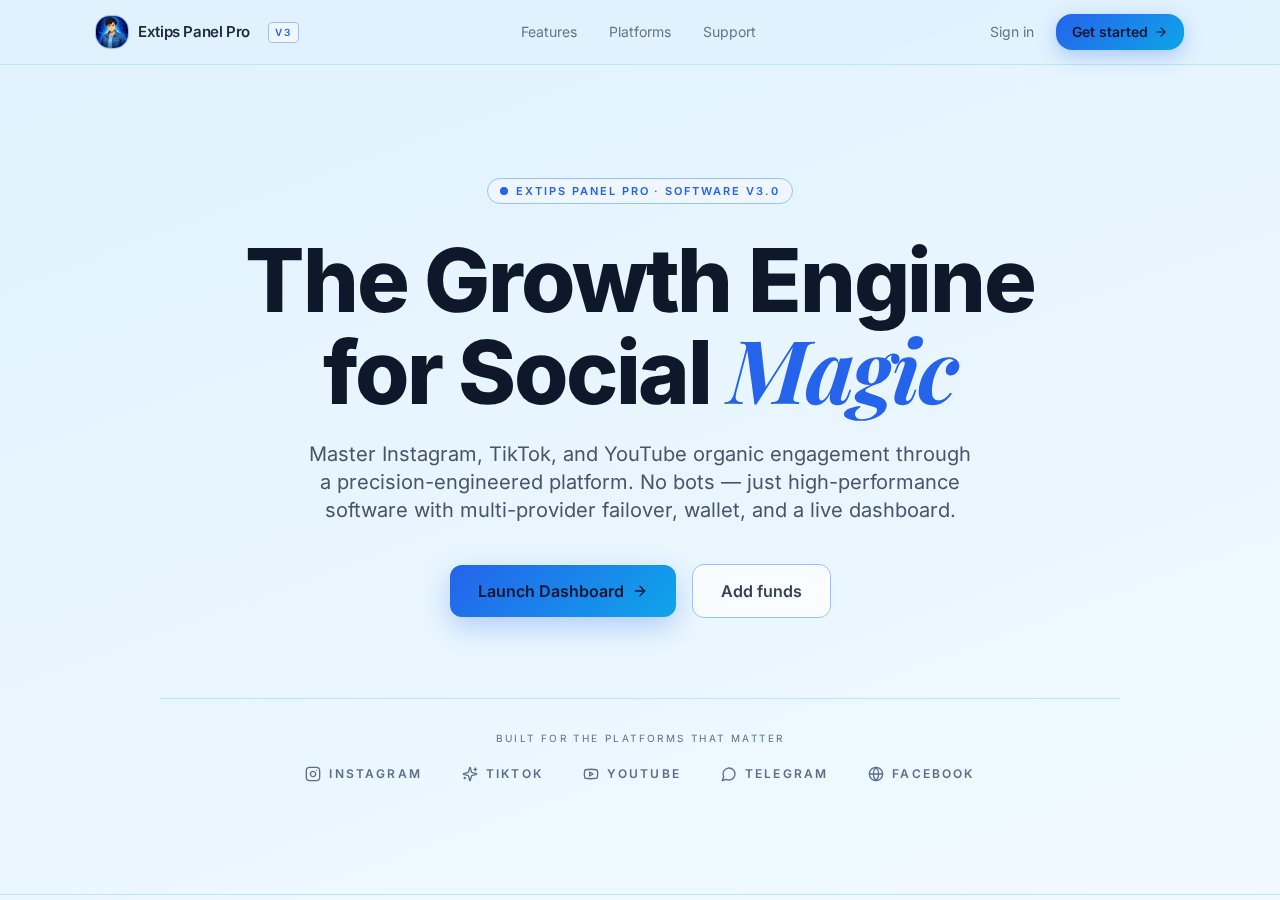 Extips Panel Pro V3 Features Platforms Support Sign in Get started
EXTIPS PANEL PRO · SOFTWARE V3.0
The Growth Engine
for Social Magic
Master Instagram, TikTok, and YouTube organic engagement through
a precision-engineered platform. No bots — just high-performance
software with multi-provider failover, wallet, and a live dashboard.
Launch Dashboard Add funds
BUILT FOR THE PLATFORMS THAT MATTER
INSTAGRAM TIKTOK YOUTUBE TELEGRAM FACEBOOK